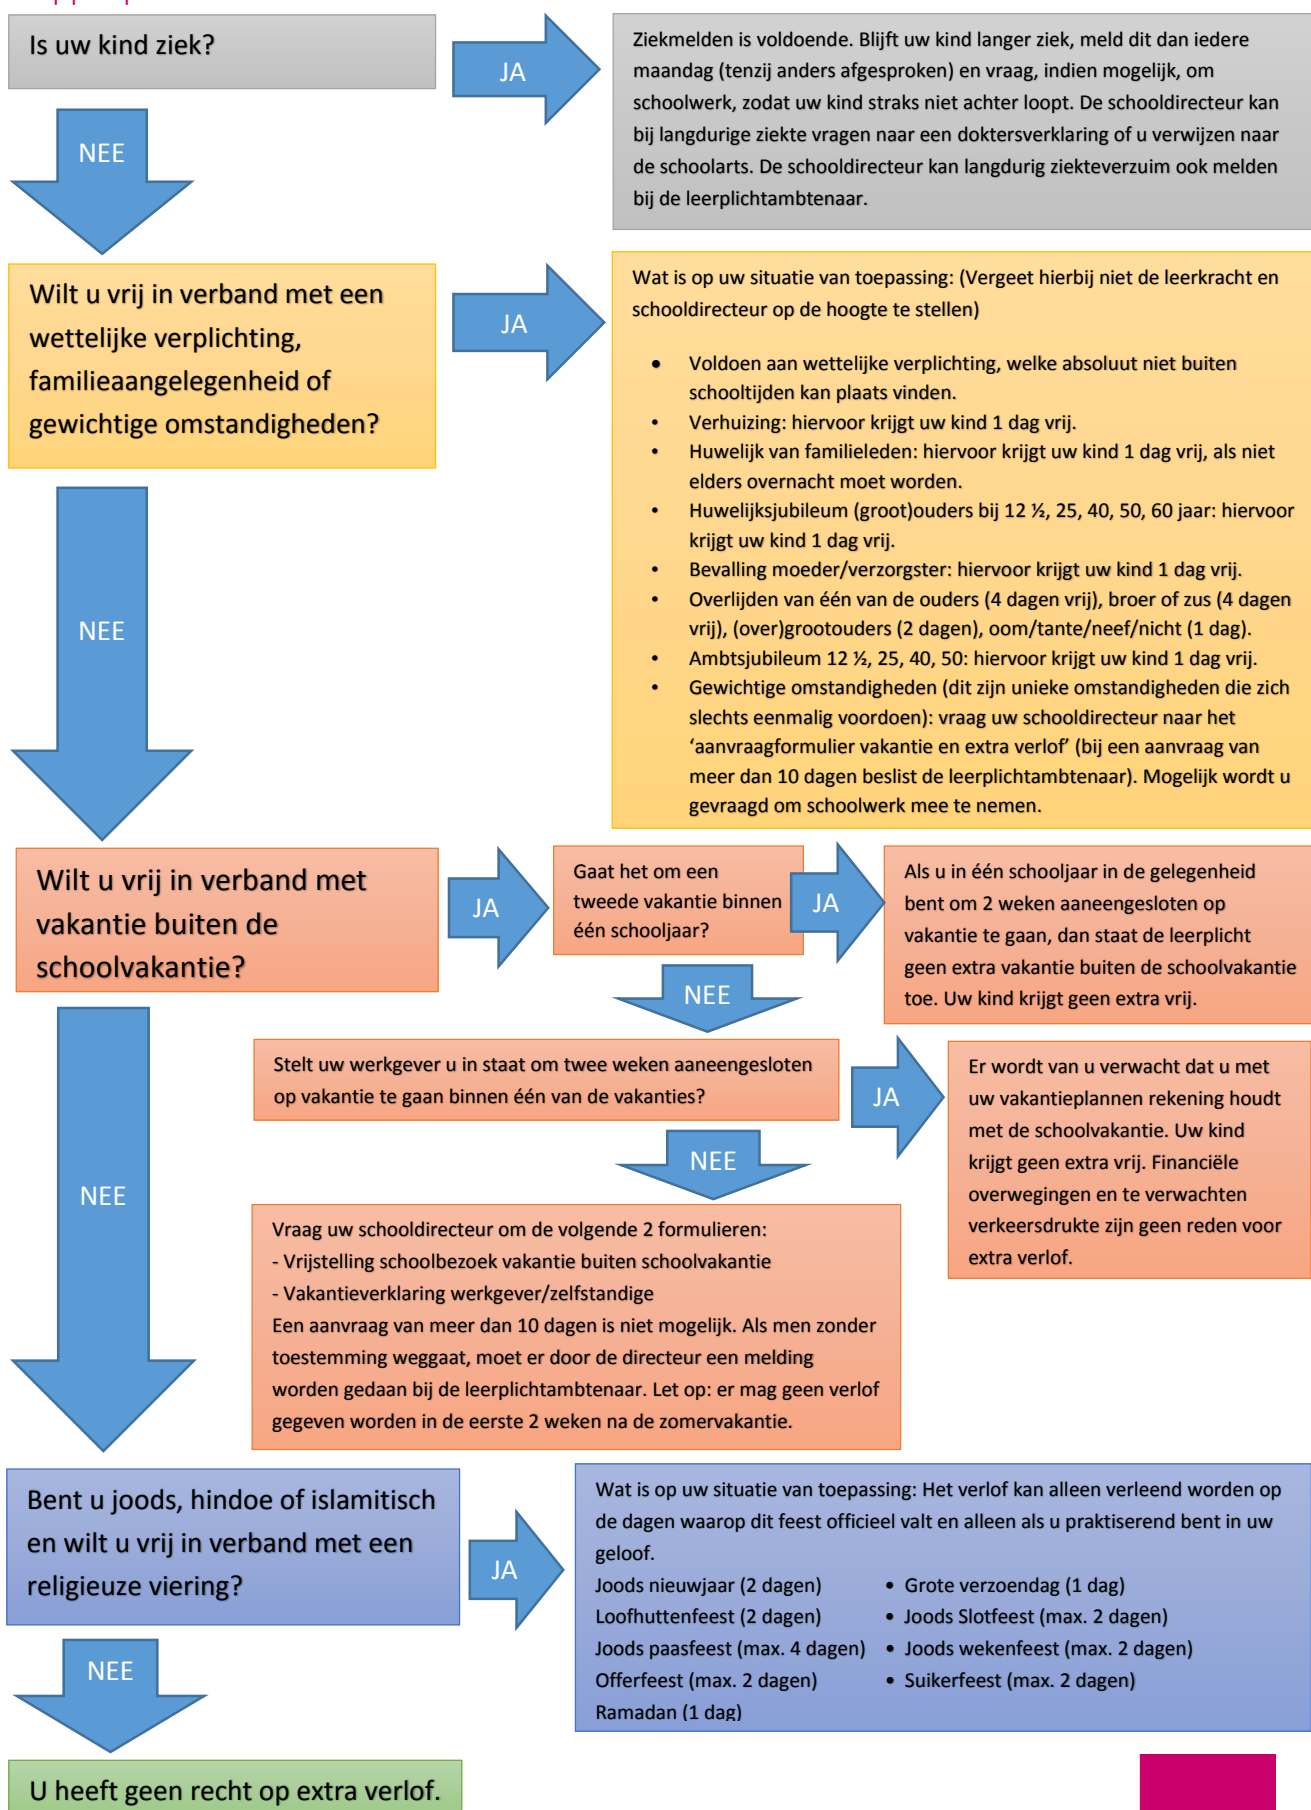 Is uw kind ziek?
JA
Ziekmelden is voldoende. Blijft uw kind langer ziek, meld dit dan iedere
maandag (tenzij anders afgesproken) en vraag, indien mogelijk, om
schoolwerk, zodat uw kind straks niet achter loopt. De schooldirecteur kan
bij langdurige ziekte vragen naar een doktersverklaring of u verwijzen naar
de schoolarts. De schooldirecteur kan langdurig ziekteverzuim ook melden
bij de leerplichtambtenaar.
NEE
Wilt u vrij in verband met een
wettelijke verplichting,
familieaangelegenheid of
gewichtige omstandigheden?
JA
Wat is op uw situatie van toepassing: (Vergeet hierbij niet de leerkracht en
schooldirecteur op de hoogte te stellen)
• Voldoen aan wettelijke verplichting, welke absoluut niet buiten
schooltijden kan plaats vinden.
• Verhuizing: hiervoor krijgt uw kind 1 dag vrij.
• Huwelijk van familieleden: hiervoor krijgt uw kind 1 dag vrij, als niet
elders overnacht moet worden.
• Huwelijksjubileum (groot)ouders bij 12 ½, 25, 40, 50, 60 jaar: hiervoor
krijgt uw kind 1 dag vrij.
• Bevalling moeder/verzorgster: hiervoor krijgt uw kind 1 dag vrij.
• Overlijden van één van de ouders (4 dagen vrij), broer of zus (4 dagen
vrij), (over)grootouders (2 dagen), oom/tante/neef/nicht (1 dag).
• Ambtsjubileum 12 ½, 25, 40, 50: hiervoor krijgt uw kind 1 dag vrij.
• Gewichtige omstandigheden (dit zijn unieke omstandigheden die zich
slechts eenmalig voordoen): vraag uw schooldirecteur naar het
‘aanvraagformulier vakantie en extra verlof’ (bij een aanvraag van
meer dan 10 dagen beslist de leerplichtambtenaar). Mogelijk wordt u
gevraagd om schoolwerk mee te nemen.
NEE
Wilt u vrij in verband met
vakantie buiten de
schoolvakantie?
JA
Gaat het om een
tweede vakantie binnen
één schooljaar?
JA
Als u in één schooljaar in de gelegenheid
bent om 2 weken aaneengesloten op
vakantie te gaan, dan staat de leerplicht
geen extra vakantie buiten de schoolvakantie
toe. Uw kind krijgt geen extra vrij.
NEE
Stelt uw werkgever u in staat om twee weken aaneengesloten
op vakantie te gaan binnen één van de vakanties?
JA
Er wordt van u verwacht dat u met
uw vakantieplannen rekening houdt
met de schoolvakantie. Uw kind
krijgt geen extra vrij. Financiële
overwegingen en te verwachten
verkeersdrukte zijn geen reden voor
extra verlof.
NEE
Vraag uw schooldirecteur om de volgende 2 formulieren:
- Vrijstelling schoolbezoek vakantie buiten schoolvakantie
- Vakantieverklaring werkgever/zelfstandige
Een aanvraag van meer dan 10 dagen is niet mogelijk. Als men zonder
toestemming weggaat, moet er door de directeur een melding
worden gedaan bij de leerplichtambtenaar. Let op: er mag geen verlof
gegeven worden in de eerste 2 weken na de zomervakantie.
NEE
Bent u joods, hindoe of islamitisch
en wilt u vrij in verband met een
religieuze viering?
JA
Wat is op uw situatie van toepassing: Het verlof kan alleen verleend worden op
de dagen waarop dit feest officieel valt en alleen als u praktiserend bent in uw
geloof.
Joods nieuwjaar (2 dagen) • Grote verzoendag (1 dag)
Loofhuttenfeest (2 dagen) • Joods Slotfeest (max. 2 dagen)
Joods paasfeest (max. 4 dagen) • Joods wekenfeest (max. 2 dagen)
Offerfeest (max. 2 dagen) • Suikerfeest (max. 2 dagen)
Ramadan (1 dag)
NEE
U heeft geen recht op extra verlof.